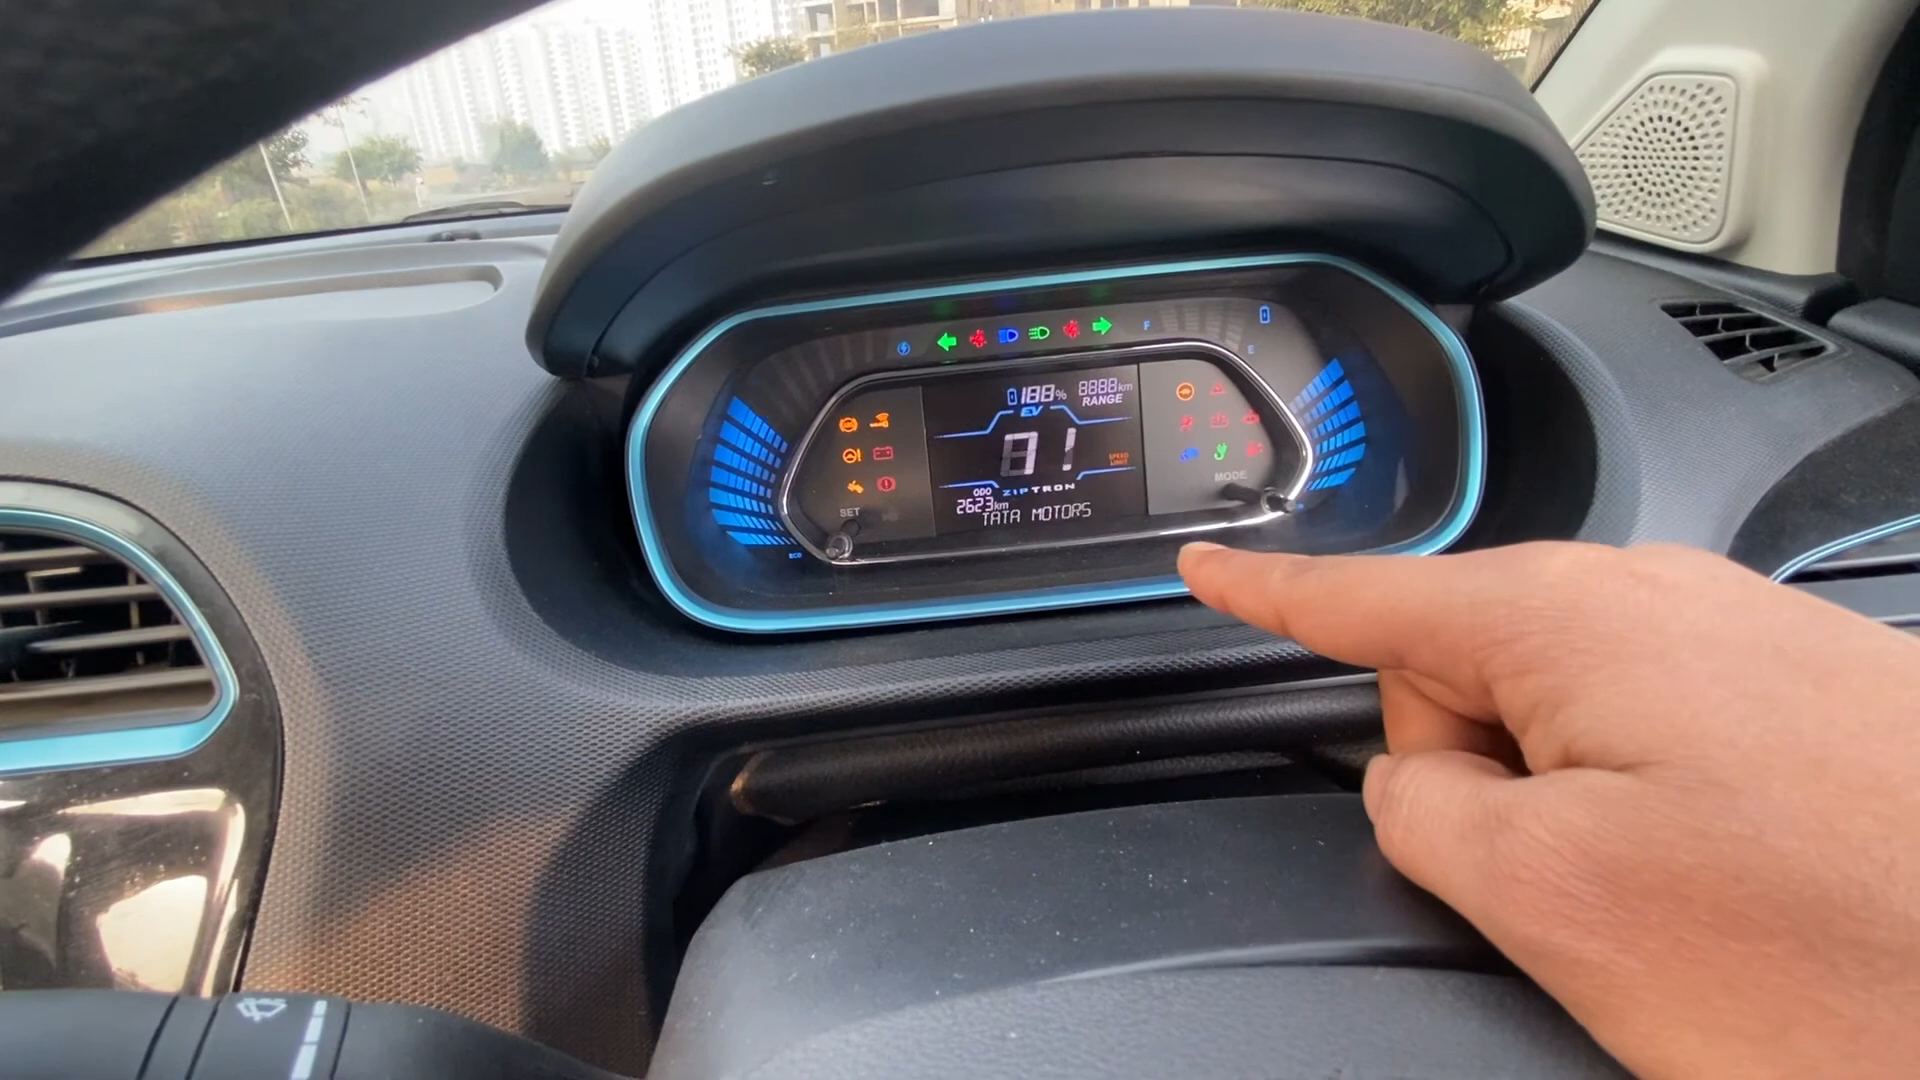 F
E
188%
8888km
RANGE
EV
81
SPEED
LIMIT
ZIPTRON
ODO
2623km
TATA MOTORS
SET
MODE
ECO